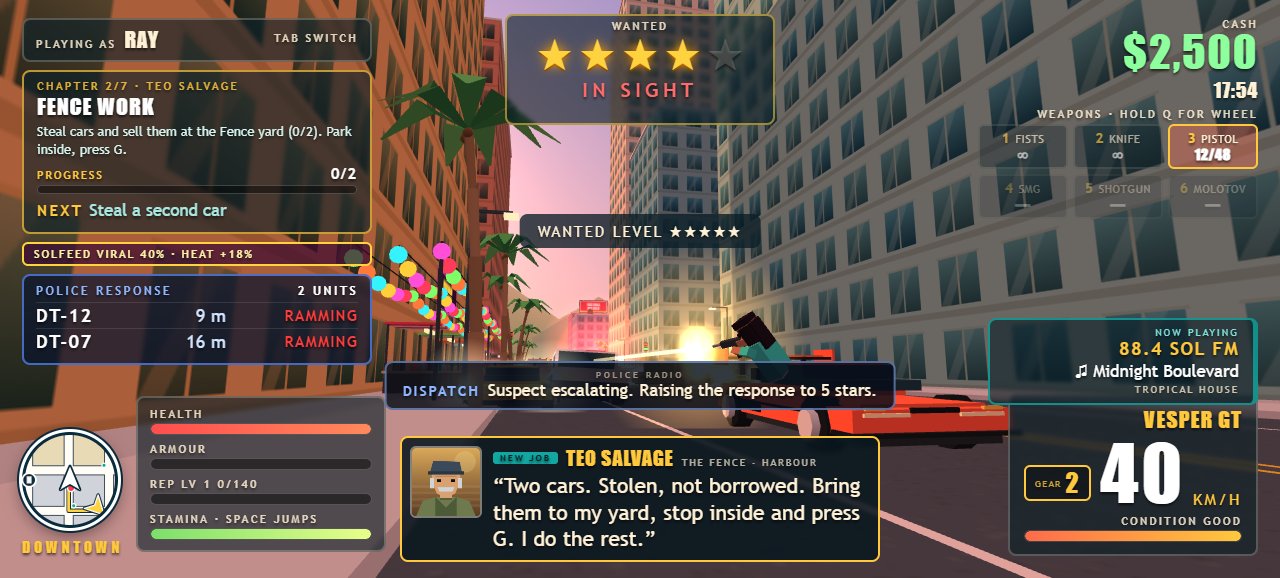 PLAYING AS RAY TAB SWITCH
CHAPTER 2/7 · TEO SALVAGE
FENCE WORK
Steal cars and sell them at the Fence yard (0/2). Park
inside, press G.
PROGRESS 0/2
NEXT Steal a second car
SOLFEED VIRAL 40% · HEAT +18%
POLICE RESPONSE 2 UNITS
DT-12 9 m RAMMING
DT-07 16 m RAMMING
HEALTH
ARMOUR
REP LV 1 0/140
STAMINA · SPACE JUMPS
DOWNTOWN
WANTED
★★★★★
IN SIGHT
WANTED LEVEL ★★★★★
POLICE RADIO
DISPATCH Suspect escalating. Raising the response to 5 stars.
NEW JOB TEO SALVAGE THE FENCE · HARBOUR
“Two cars. Stolen, not borrowed. Bring
them to my yard, stop inside and press
G. I do the rest.”
CASH
$2,500
17:54
WEAPONS · HOLD Q FOR WHEEL
1 FISTS 2 KNIFE 3 PISTOL
∞ ∞ 12/48
4 SMG 5 SHOTGUN 6 MOLOTOV
— — —
NOW PLAYING
88.4 SOL FM
♫ Midnight Boulevard
TROPICAL HOUSE
VESPER GT
GEAR 2 40 KM/H
CONDITION GOOD